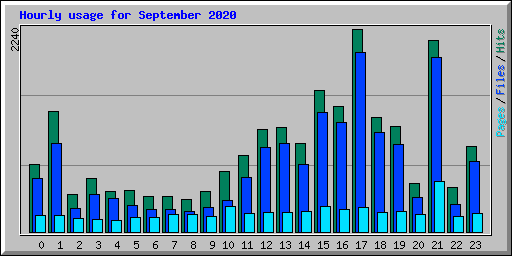 Hourly usage for September 2020
2240
Pages / Files / Hits
0 1 2 3 4 5 6 7 8 9 10 11 12 13 14 15 16 17 18 19 20 21 22 23